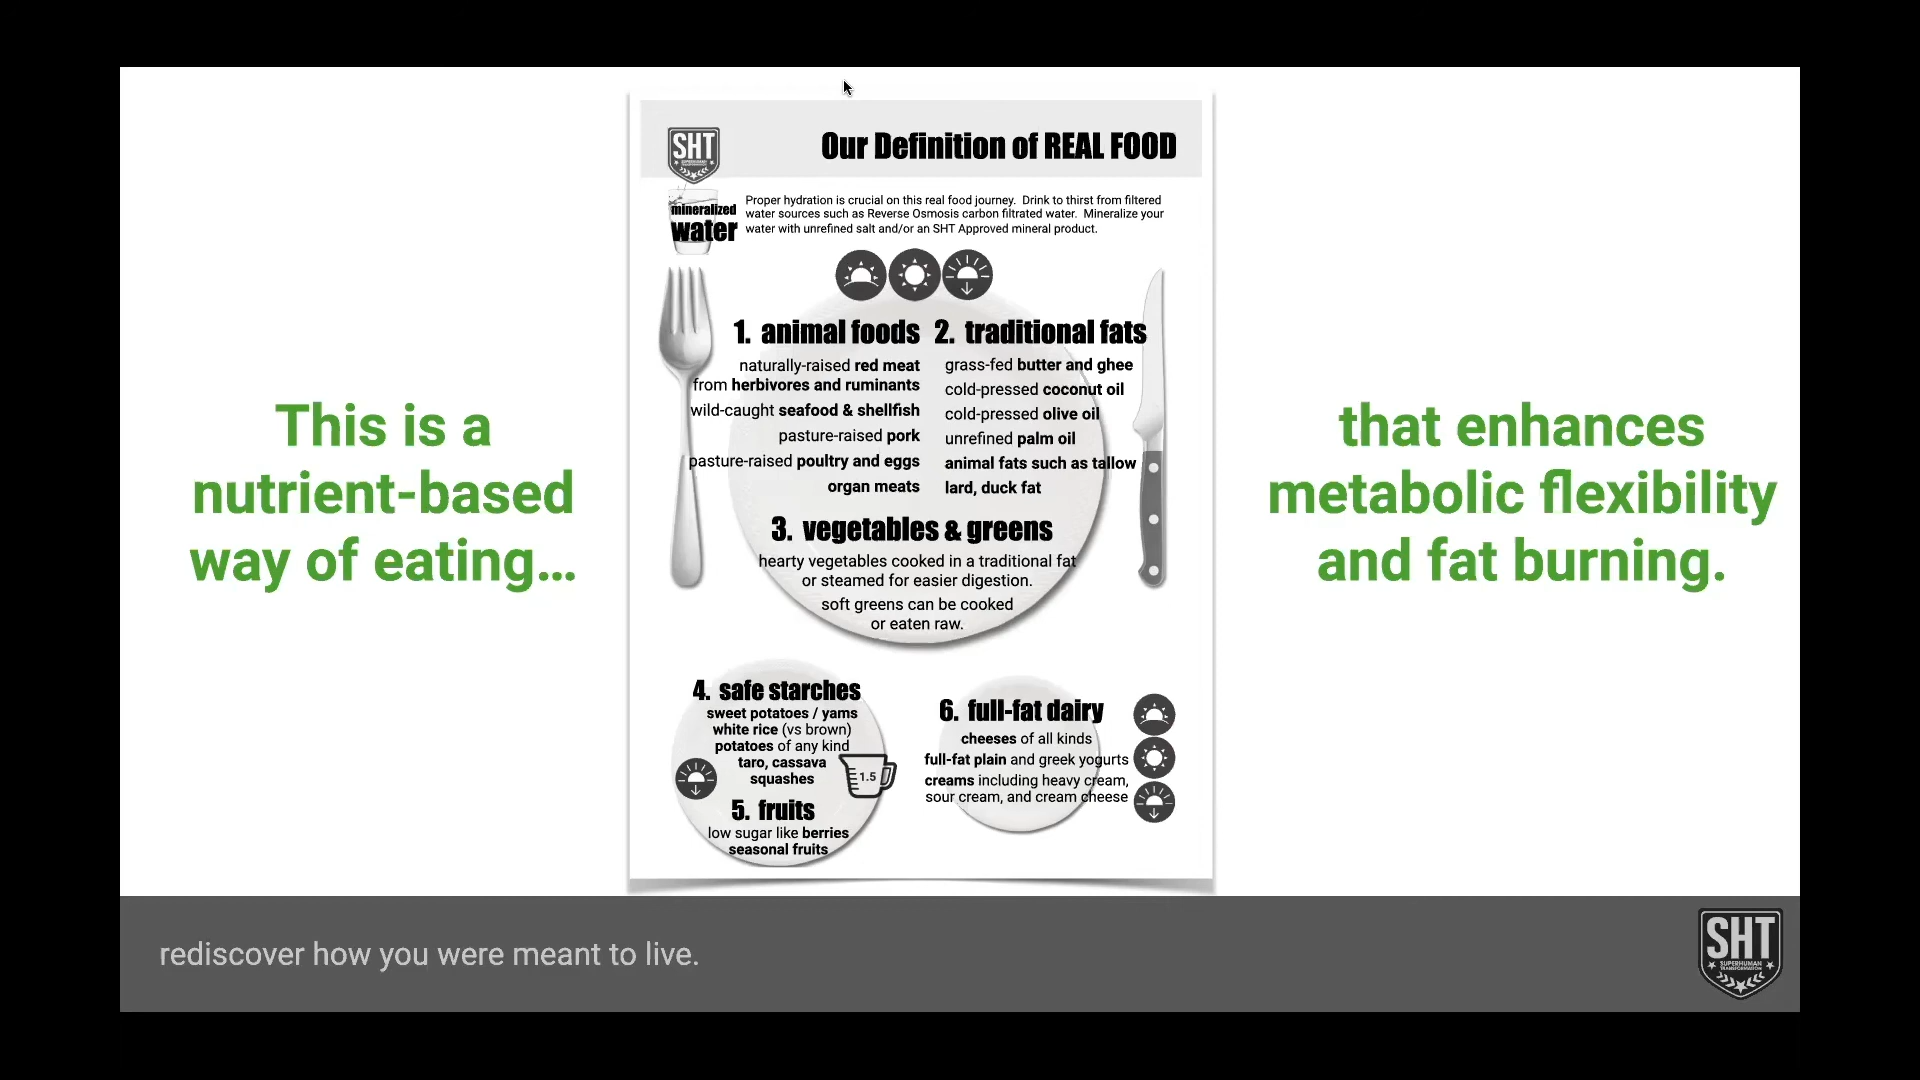 This is a
nutrient-based
way of eating...
SHT
Our Definition of REAL FOOD
mineralized
water
Proper hydration is crucial on this real food journey. Drink to thirst from filtered
water sources such as Reverse Osmosis carbon filtrated water. Mineralize your
water with unrefined salt and/or an SHT Approved mineral product.
1. animal foods
naturally-raised red meat
from herbivores and ruminants
wild-caught seafood & shellfish
pasture-raised pork
pasture-raised poultry and eggs
organ meats
2. traditional fats
grass-fed butter and ghee
cold-pressed coconut oil
cold-pressed olive oil
unrefined palm oil
animal fats such as tallow
lard, duck fat
3. vegetables & greens
hearty vegetables cooked in a traditional fat
or steamed for easier digestion.
soft greens can be cooked
or eaten raw.
4. safe starches
sweet potatoes / yams
white rice (vs brown)
potatoes of any kind
taro, cassava
squashes
1.5
5. fruits
low sugar like berries
seasonal fruits
6. full-fat dairy
cheeses of all kinds
full-fat plain and greek yogurts
creams including heavy cream,
sour cream, and cream cheese
that enhances
metabolic flexibility
and fat burning.
rediscover how you were meant to live.
SHT
SUPERHUMAN
TRANSFORMATION